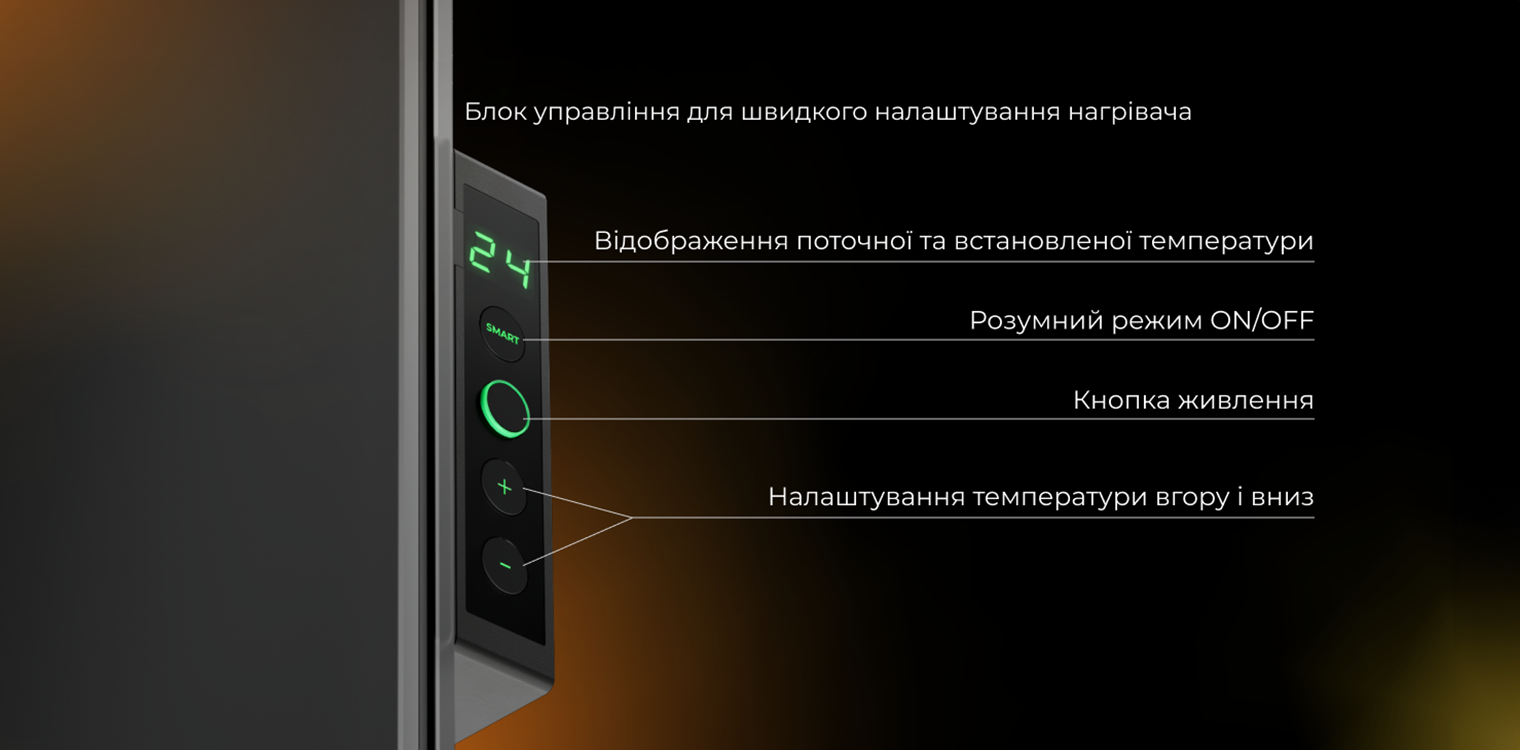 Блок управління для швидкого налаштування нагрівача
24
Відображення поточної та встановленої температури
SMART
Розумний режим ON/OFF
Кнопка живлення
+
Налаштування температури вгору і вниз
-